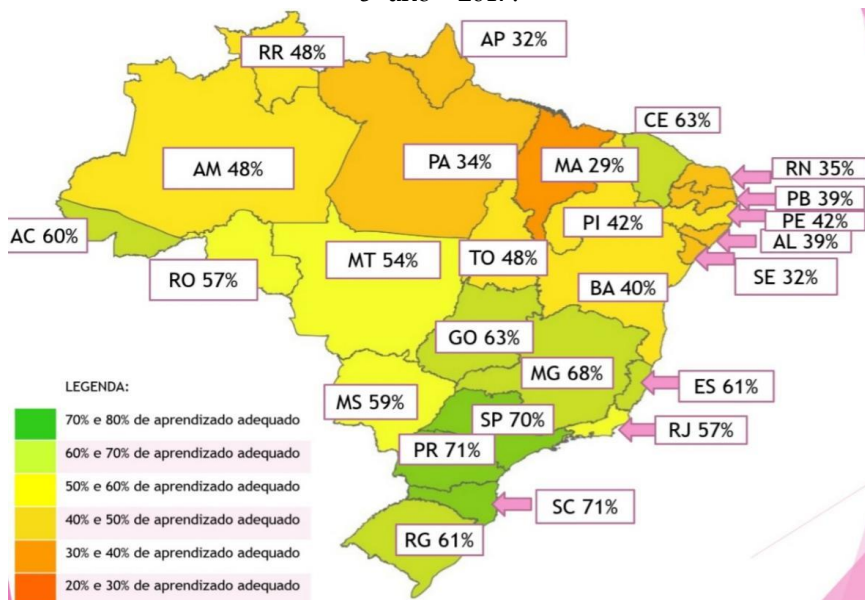 RR 48%
AP 32%
CE 63%
AM 48%
PA 34%
MA 29%
RN 35%
PB 39%
PI 42%
PE 42%
AC 60%
AL 39%
MT 54%
TO 48%
RO 57%
SE 32%
BA 40%
GO 63%
MG 68%
ES 61%
MS 59%
SP 70%
RJ 57%
PR 71%
SC 71%
RG 61%
LEGENDA:
70% e 80% de aprendizado adequado
60% e 70% de aprendizado adequado
50% e 60% de aprendizado adequado
40% e 50% de aprendizado adequado
30% e 40% de aprendizado adequado
20% e 30% de aprendizado adequado